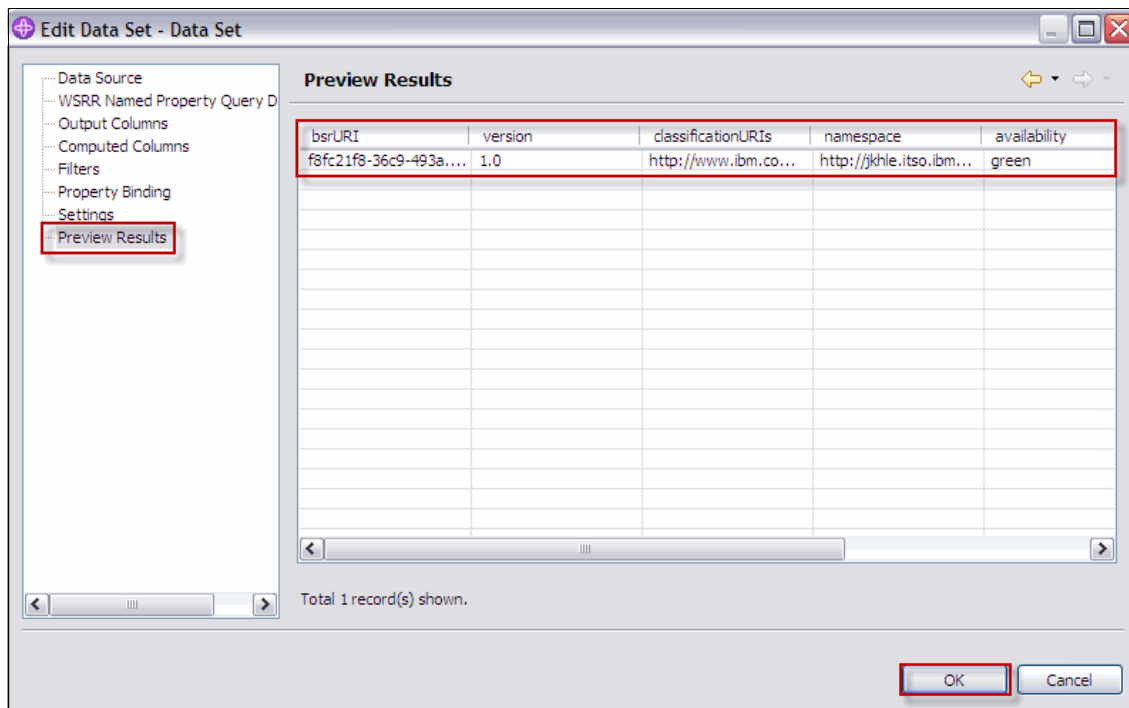 Edit Data Set - Data Set
Data Source
WSRR Named Property Query D
Output Columns
Computed Columns
Filters
Property Binding
Settings
Preview Results
Preview Results
bsrURI version classificationURIs namespace availability
f8fc21f8-36c9-493a.... 1.0 http://www.ibm.co... http://jkhle.itso.ibm... green
Total 1 record(s) shown.
OK Cancel